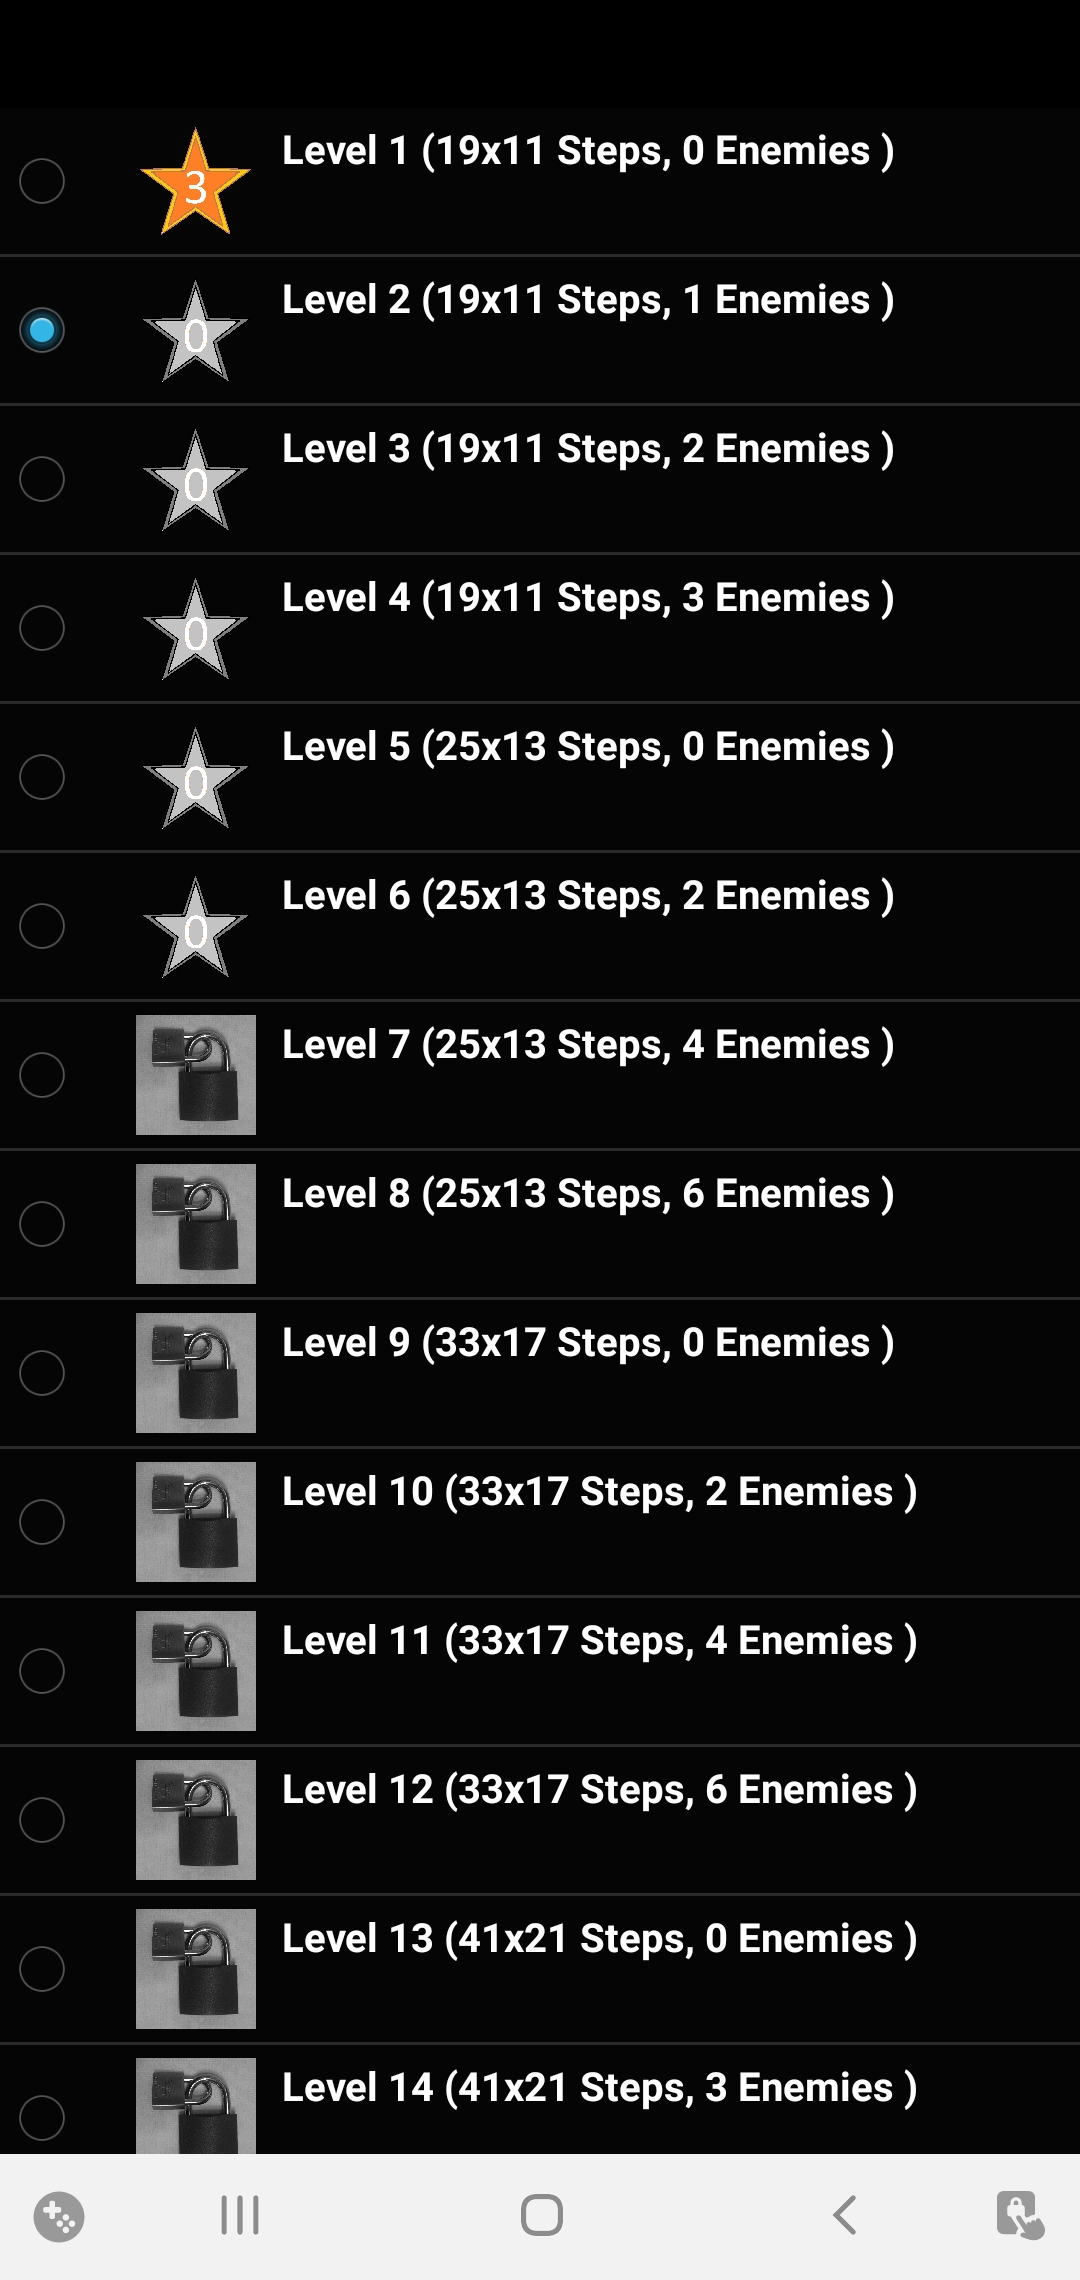 3
Level 1 (19x11 Steps, 0 Enemies )
0
Level 2 (19x11 Steps, 1 Enemies )
0
Level 3 (19x11 Steps, 2 Enemies )
0
Level 4 (19x11 Steps, 3 Enemies )
0
Level 5 (25x13 Steps, 0 Enemies )
0
Level 6 (25x13 Steps, 2 Enemies )
Level 7 (25x13 Steps, 4 Enemies )
Level 8 (25x13 Steps, 6 Enemies )
Level 9 (33x17 Steps, 0 Enemies )
Level 10 (33x17 Steps, 2 Enemies )
Level 11 (33x17 Steps, 4 Enemies )
Level 12 (33x17 Steps, 6 Enemies )
Level 13 (41x21 Steps, 0 Enemies )
Level 14 (41x21 Steps, 3 Enemies )